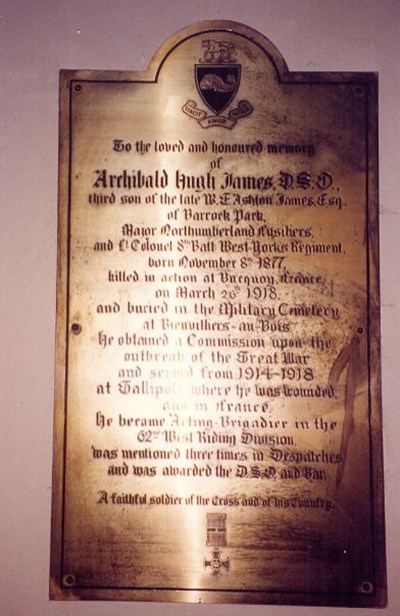 VINCIT AMOR
To the loved and honoured memory
of
Archibald Hugh James, D.S.O.,
third son of the late W. E. Ashton James, Esq.
of Barrock Park,
Major Northumberland Fusiliers,
and Lt Colonel 8th Batt West Yorks Regiment,
born November 8th 1877,
killed in action at Bucquoy, France,
on March 26th 1918,
and buried in the Military Cemetery
at Bienvillers-au-Bois
He obtained a Commission upon the
outbreak of the Great War
and served from 1914-1918
at Gallipoli where he was wounded,
and in France.
He became Acting-Brigadier in the
62nd West Riding Division,
was mentioned three times in Despatches
and was awarded the D.S.O. and Bar.
A faithful soldier of the Cross and of his Country.